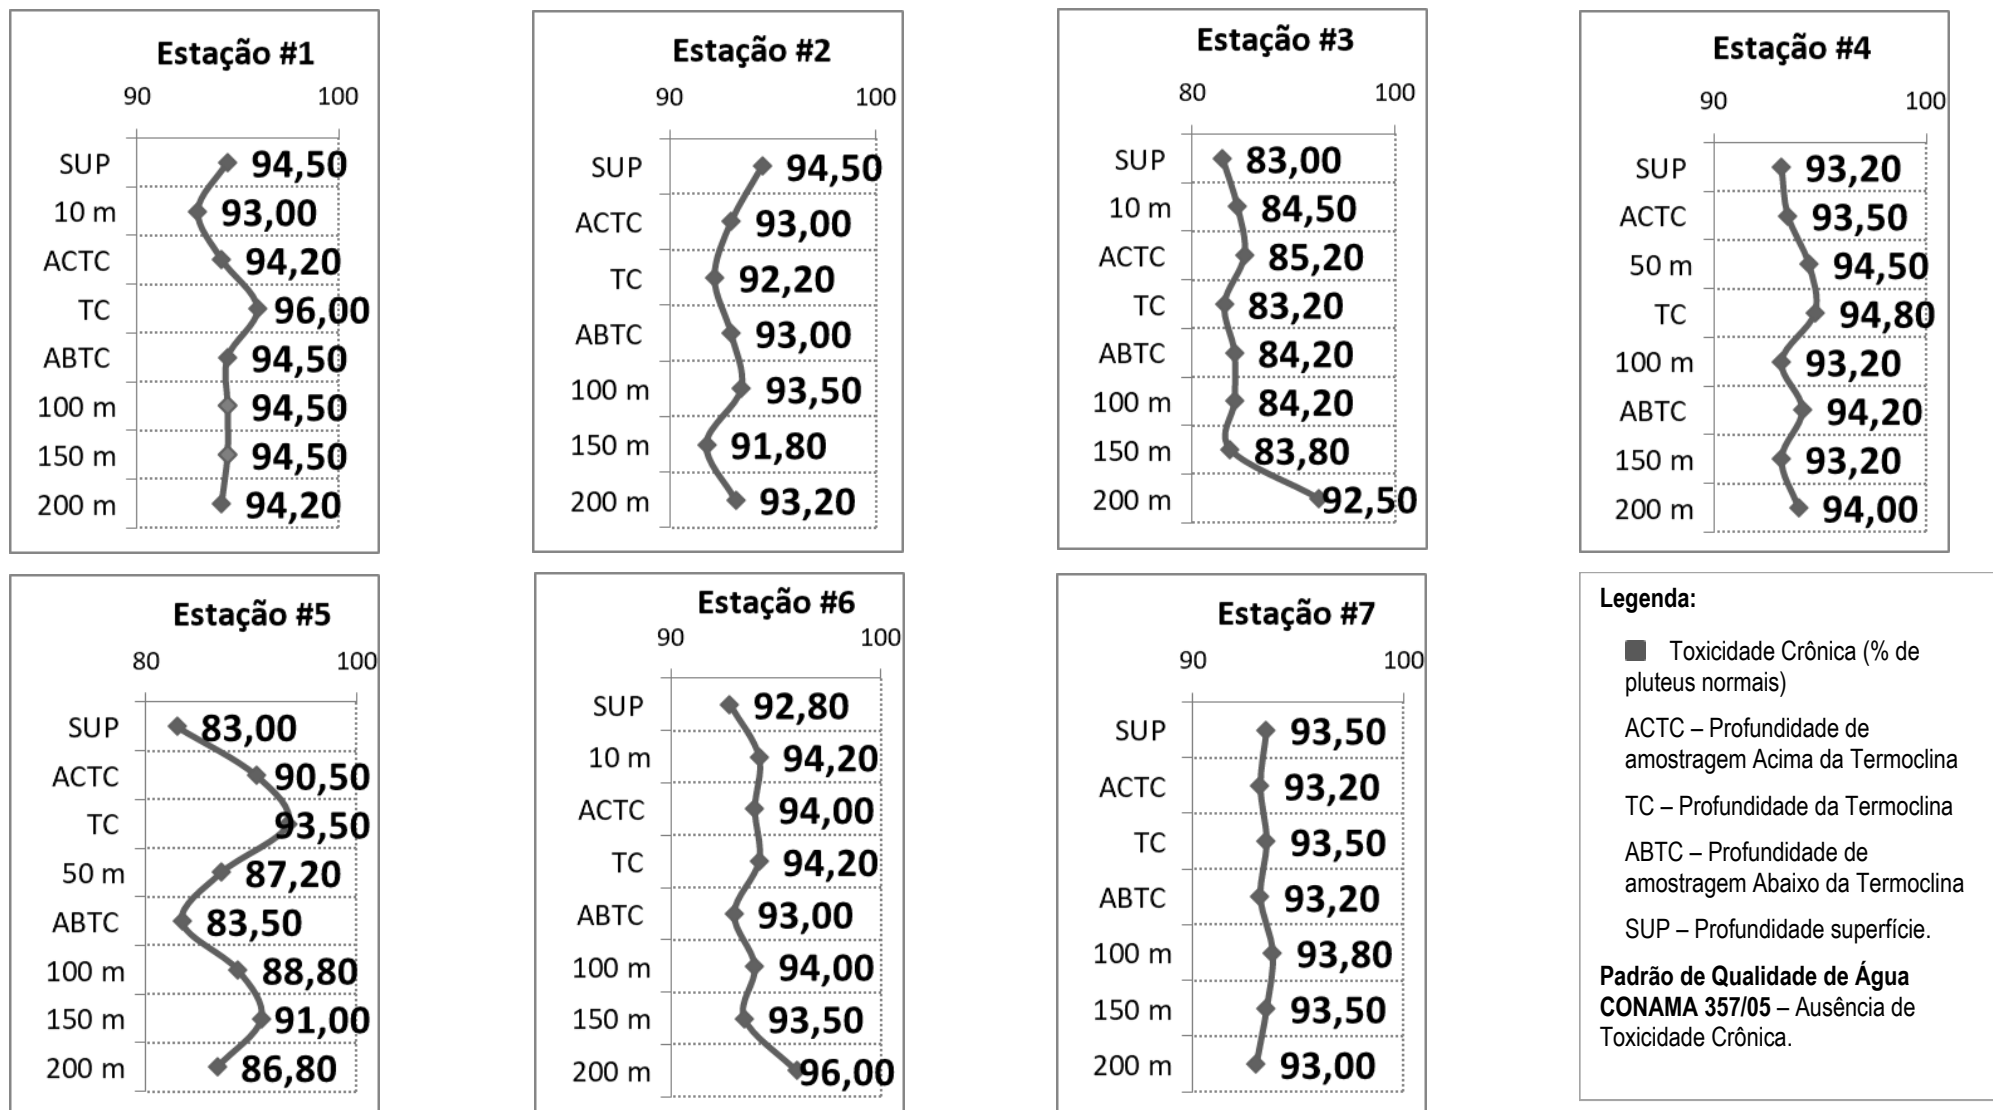 Estação #1
90 100
SUP 94,50
10 m 93,00
ACTC 94,20
TC 96,00
ABTC 94,50
100 m 94,50
150 m 94,50
200 m 94,20
Estação #2
90 100
SUP 94,50
ACTC 93,00
TC 92,20
ABTC 93,00
100 m 93,50
150 m 91,80
200 m 93,20
Estação #3
80 100
SUP 83,00
10 m 84,50
ACTC 85,20
TC 83,20
ABTC 84,20
100 m 84,20
150 m 83,80
200 m 92,50
Estação #4
90 100
SUP 93,20
ACTC 93,50
50 m 94,50
TC 94,80
100 m 93,20
ABTC 94,20
150 m 93,20
200 m 94,00
Estação #5
80 100
SUP 83,00
ACTC 90,50
TC 93,50
50 m 87,20
ABTC 83,50
100 m 88,80
150 m 91,00
200 m 86,80
Estação #6
90 100
SUP 92,80
10 m 94,20
ACTC 94,00
TC 94,20
ABTC 93,00
100 m 94,00
150 m 93,50
200 m 96,00
Estação #7
90 100
SUP 93,50
ACTC 93,20
TC 93,50
ABTC 93,20
100 m 93,80
150 m 93,50
200 m 93,00
Legenda:
Toxicidade Crônica (% de
pluteus normais)
ACTC – Profundidade de
amostragem Acima da Termoclina
TC – Profundidade da Termoclina
ABTC – Profundidade de
amostragem Abaixo da Termoclina
SUP – Profundidade superfície.
Padrão de Qualidade de Água
CONAMA 357/05 – Ausência de
Toxicidade Crônica.